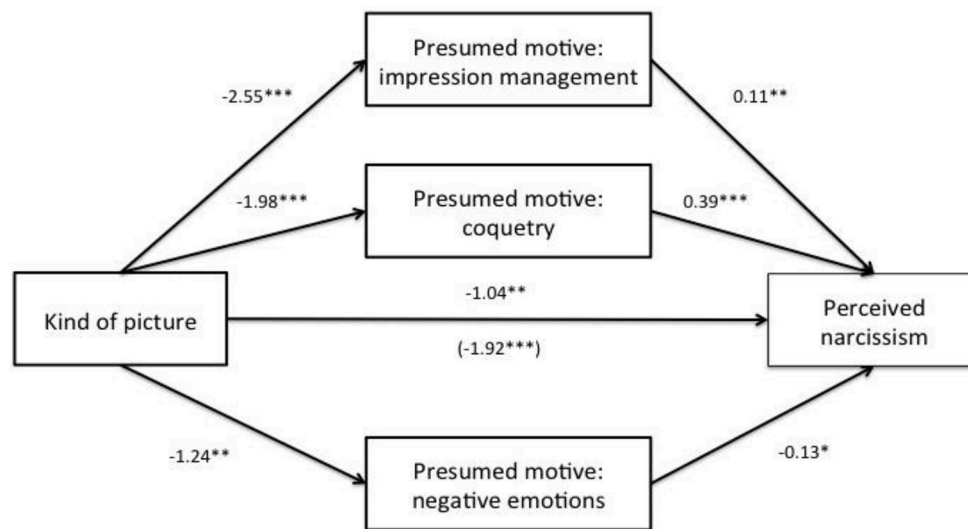 Presumed motive:
impression management
-2.55***
0.11**
Presumed motive:
coquetry
-1.98***
0.39***
Kind of picture
-1.04**
(-1.92***)
Perceived
narcissism
-1.24**
-0.13*
Presumed motive:
negative emotions